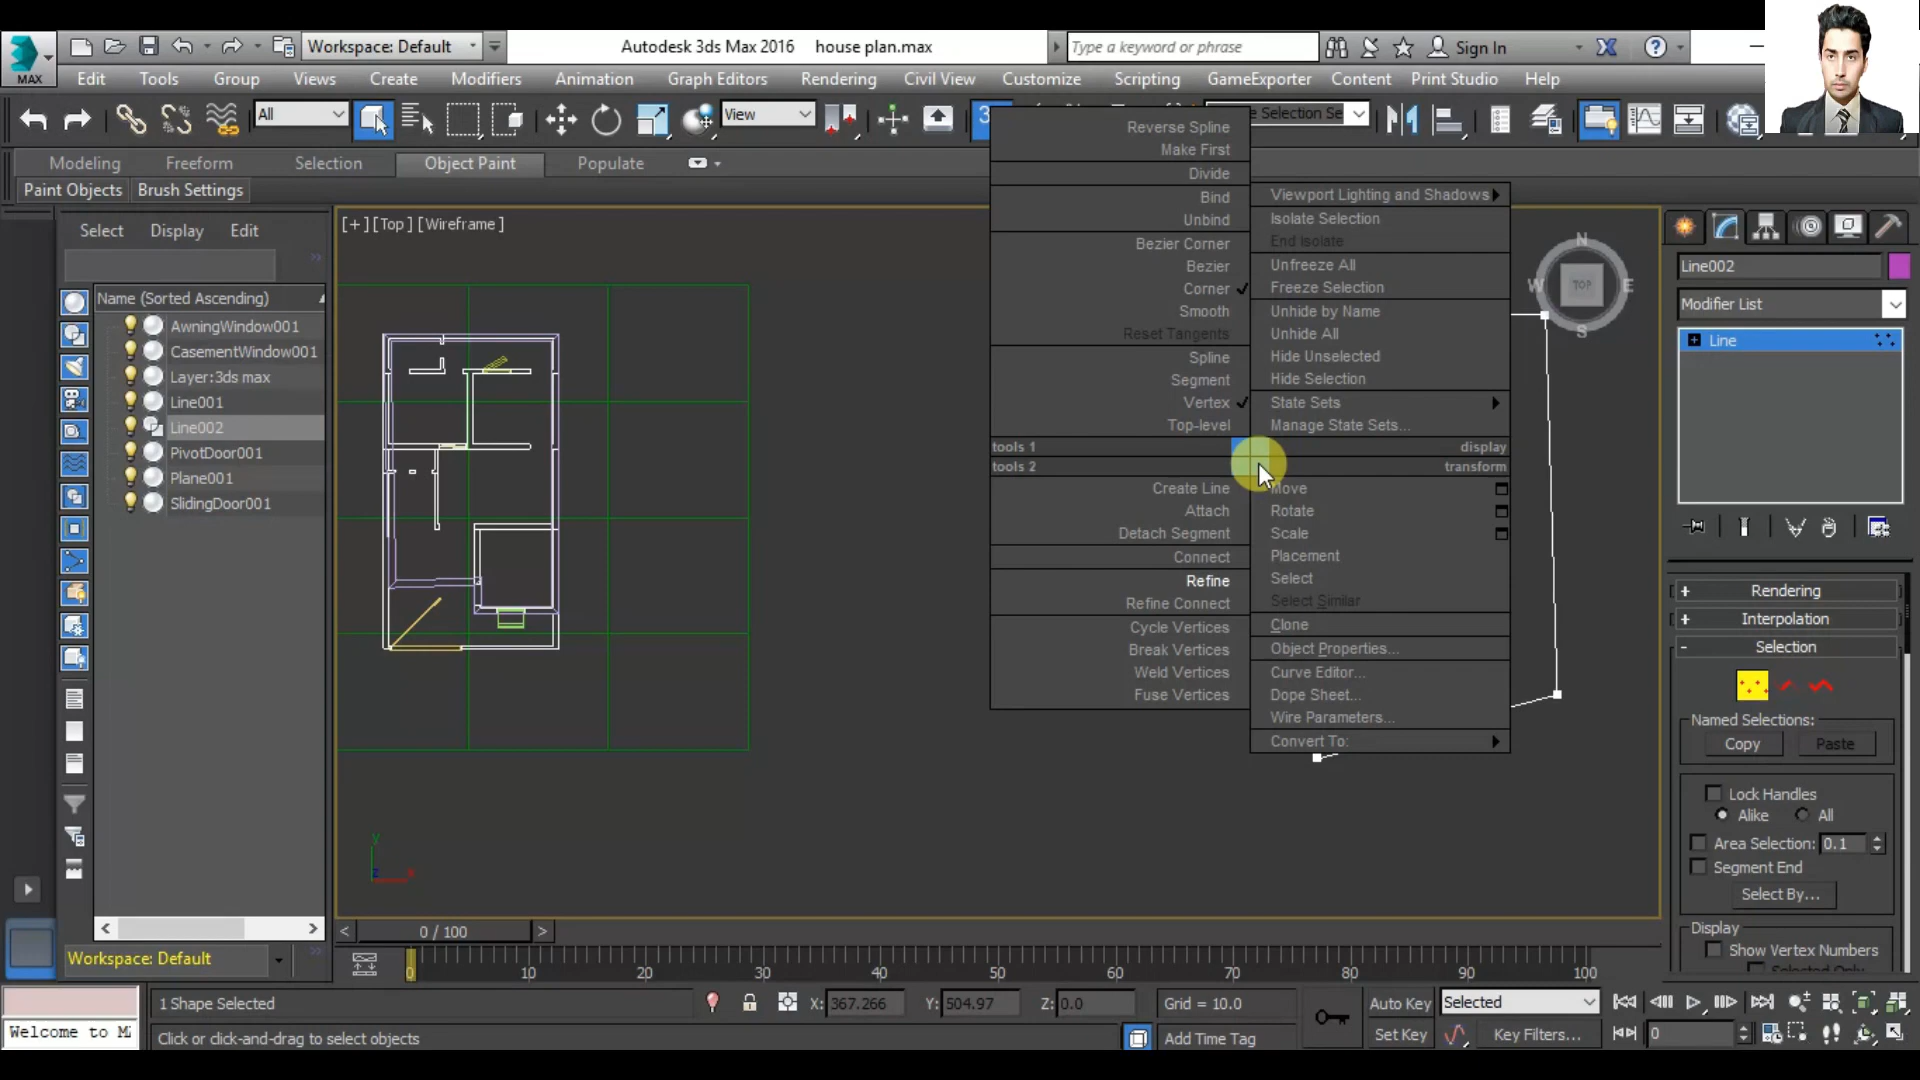 Workspace: Default
Autodesk 3ds Max 2016 house plan.max
Type a keyword or phrase
Sign In
MAX
Edit Tools Group Views Create Modifiers Animation Graph Editors Rendering Civil View Customize Scripting GameExporter Content Print Studio Help
All
View
3
e Selection Se
Modeling Freeform Selection Object Paint Populate
Paint Objects Brush Settings
Select Display Edit
Name (Sorted Ascending)
AwningWindow001
CasementWindow001
Layer:3ds max
Line001
Line002
PivotDoor001
Plane001
SlidingDoor001
Workspace: Default
[+][Top][Wireframe]
Reverse Spline
Make First
Divide
Bind
Unbind
Bezier Corner
Bezier
Corner
Smooth
Reset Tangents
Spline
Segment
Vertex
Top-level
tools 1
tools 2
Create Line
Attach
Detach Segment
Connect
Refine
Refine Connect
Cycle Vertices
Break Vertices
Weld Vertices
Fuse Vertices
Viewport Lighting and Shadows
Isolate Selection
End Isolate
Unfreeze All
Freeze Selection
Unhide by Name
Unhide All
Hide Unselected
Hide Selection
State Sets
Manage State Sets...
display
transform
Move
Rotate
Scale
Placement
Select
Select Similar
Clone
Object Properties...
Curve Editor...
Dope Sheet...
Wire Parameters...
Convert To:
N
W TOP E
S
Line002
Modifier List
Line
Rendering
Interpolation
Selection
Named Selections:
Copy Paste
Lock Handles
Alike All
Area Selection: 0.1
Segment End
Select By...
Display
Show Vertex Numbers
Selected Only
y
z x
< 0 / 100 >
0 10 20 30 40 50 60 70 80 90 100
1 Shape Selected
X: 367.266 Y: 504.97 Z: 0.0 Grid = 10.0
Auto Key Selected
Welcome to M
Click or click-and-drag to select objects
Add Time Tag
Set Key Key Filters... 0